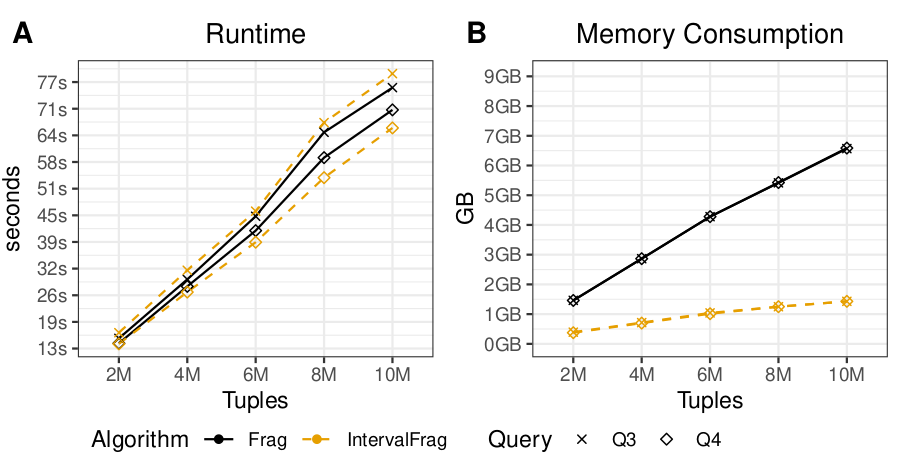 A
Runtime
77s
71s
64s
58s
51s
45s
39s
32s
26s
19s
13s
seconds
2M 4M 6M 8M 10M
Tuples
B
Memory Consumption
9GB
8GB
7GB
6GB
5GB
4GB
3GB
2GB
1GB
0GB
GB
2M 4M 6M 8M 10M
Tuples
Algorithm Frag IntervalFrag Query Q3 Q4